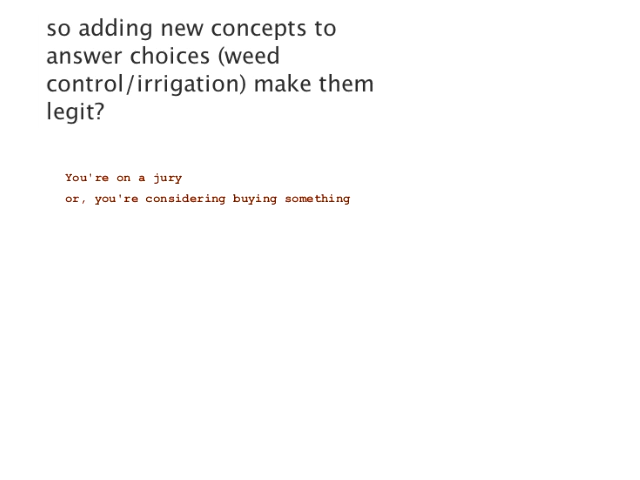 so adding new concepts to
answer choices (weed
control/irrigation) make them
legit?
You're on a jury
or, you're considering buying something